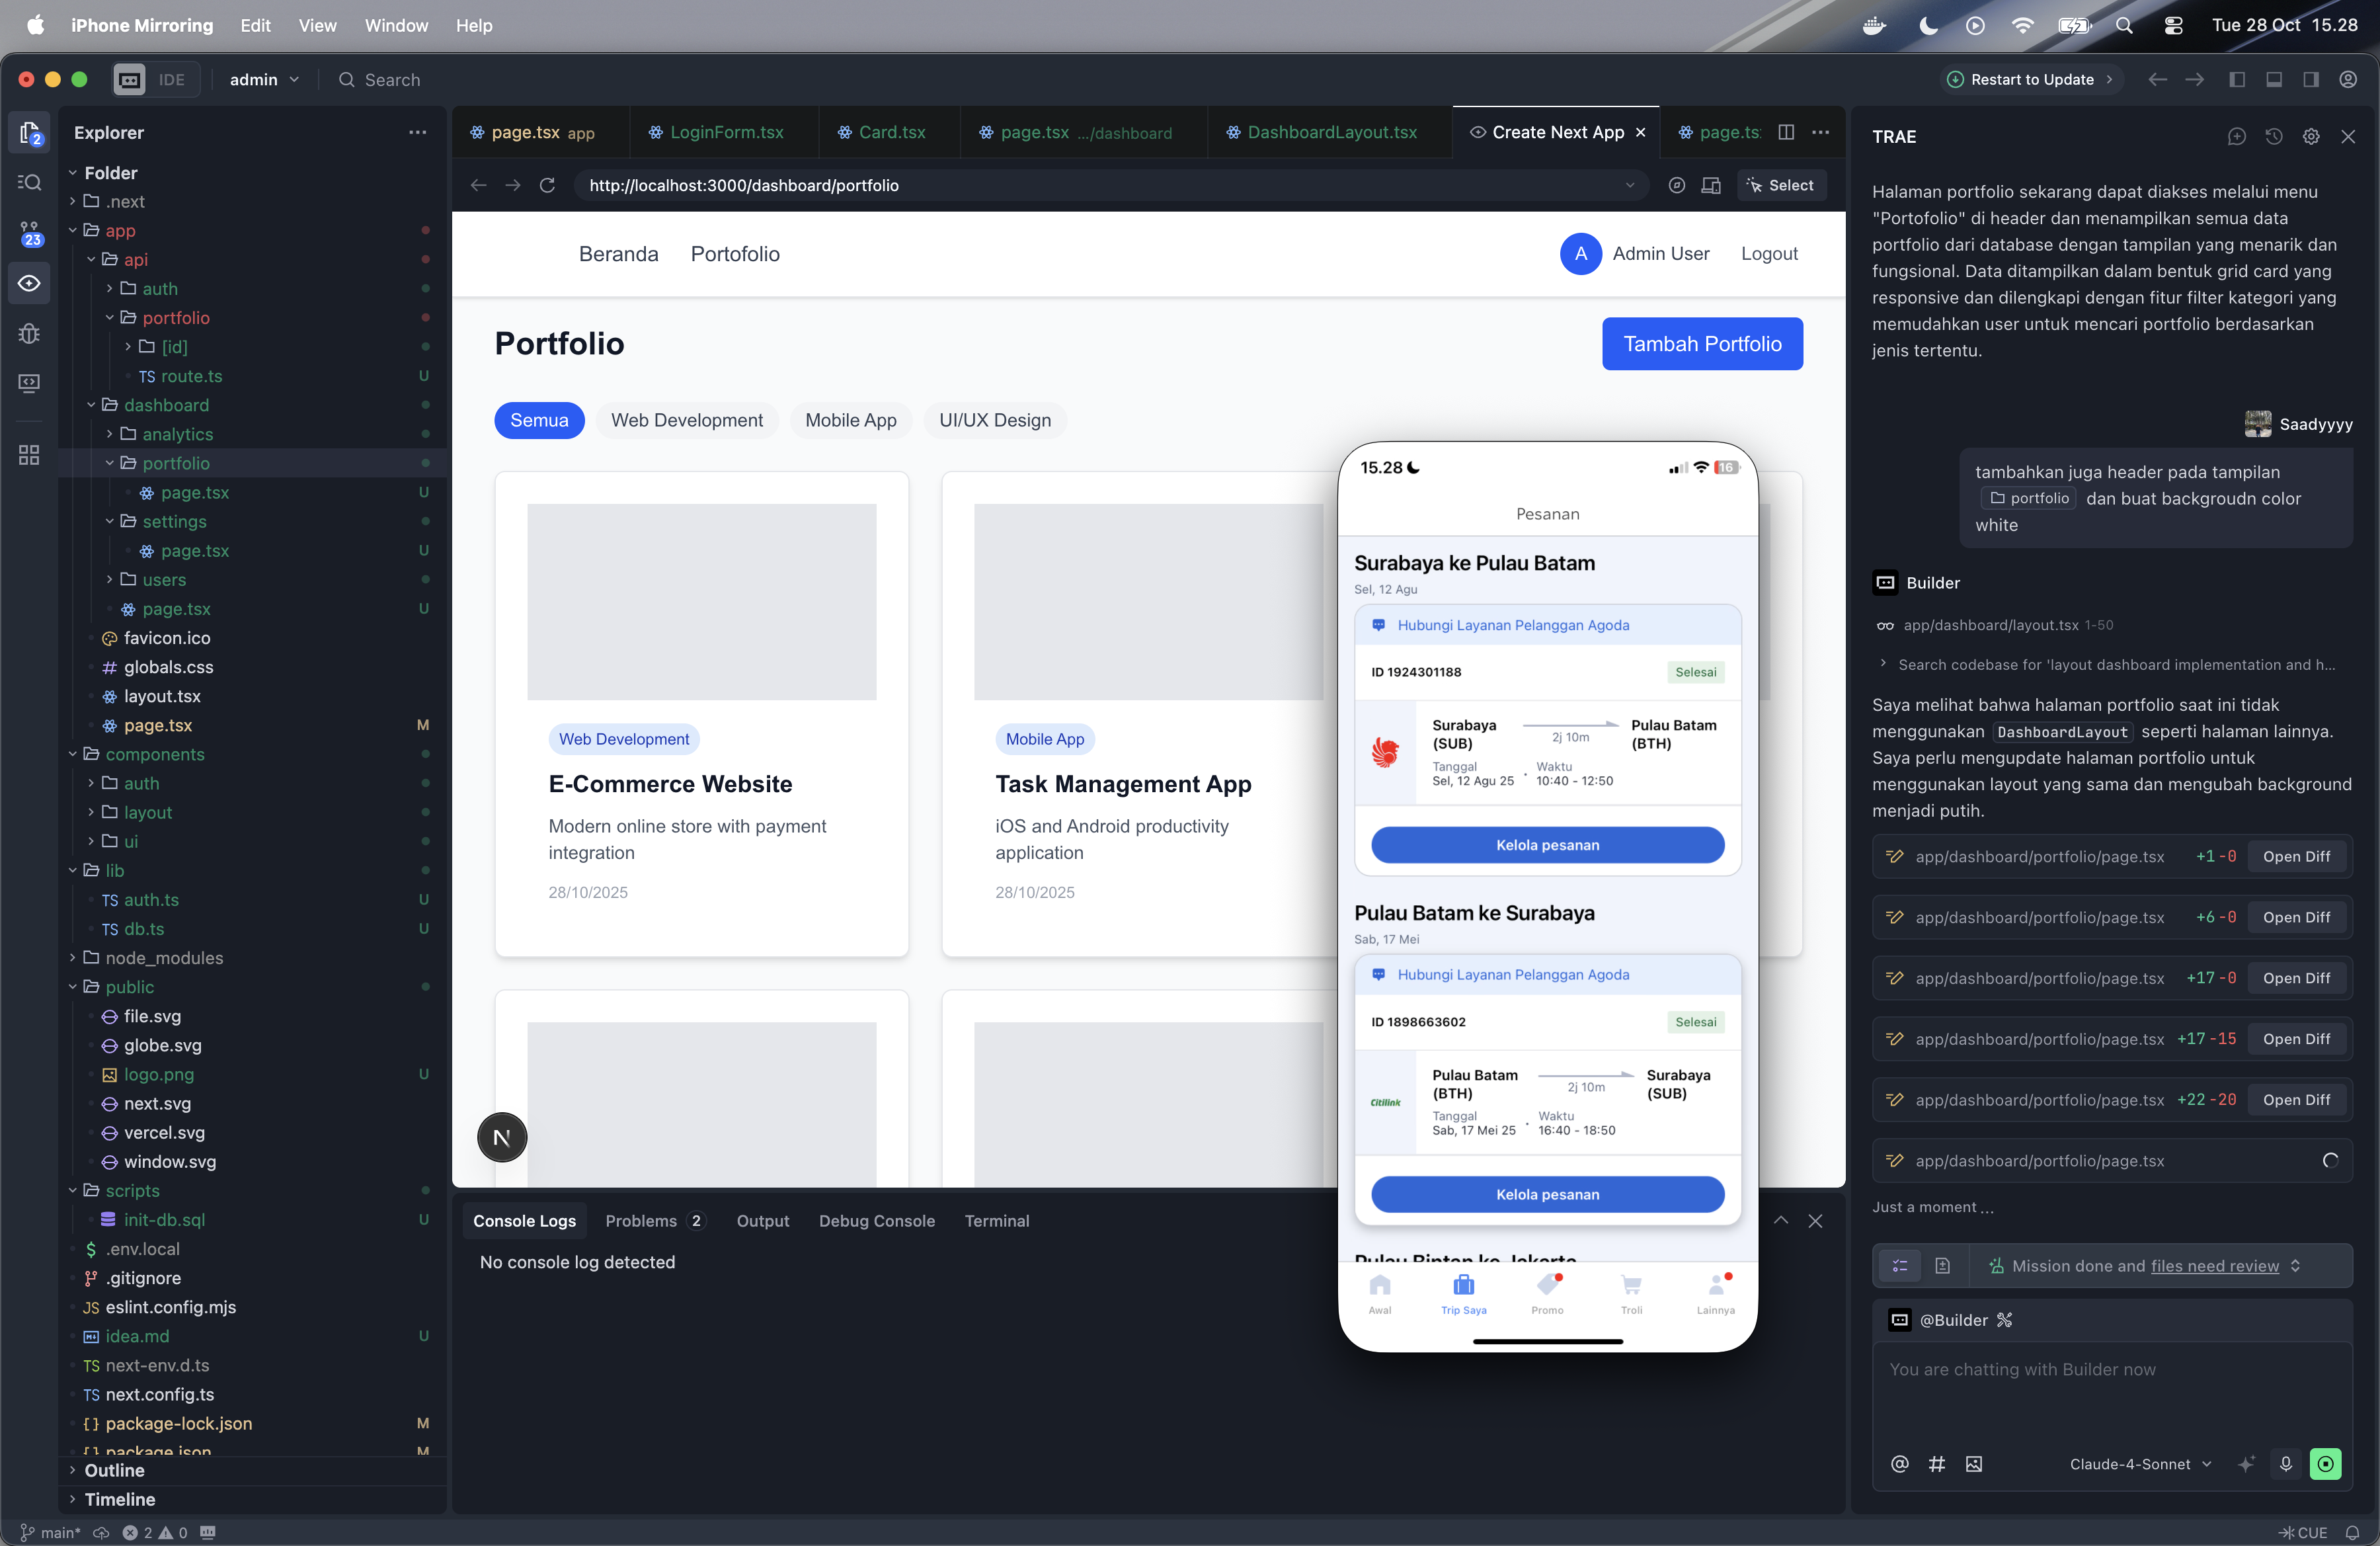 iPhone Mirroring Edit View Window Help
Tue 28 Oct 15.28
IDE admin Search
Restart to Update
Explorer
2
23
Folder
.next
app
api
auth
portfolio
[id]
TS route.ts U
dashboard
analytics
portfolio
page.tsx U
settings
page.tsx U
users
page.tsx U
favicon.ico
# globals.css
layout.tsx
page.tsx M
components
auth
layout
ui
lib
TS auth.ts U
TS db.ts U
node_modules
public
file.svg
globe.svg
logo.png U
next.svg
vercel.svg
window.svg
scripts
init-db.sql U
$ .env.local
.gitignore
JS eslint.config.mjs
idea.md U
TS next-env.d.ts
TS next.config.ts
{} package-lock.json M
{} package.json M
Outline
Timeline
main* 2 0
page.tsx app LoginForm.tsx Card.tsx page.tsx .../dashboard DashboardLayout.tsx Create Next App page.ts
http://localhost:3000/dashboard/portfolio
Select
Beranda Portofolio
A Admin User Logout
Portfolio
Tambah Portfolio
Semua Web Development Mobile App UI/UX Design
Web Development
E-Commerce Website
Modern online store with payment
integration
28/10/2025
Mobile App
Task Management App
iOS and Android productivity
application
28/10/2025
N
Console Logs Problems 2 Output Debug Console Terminal
No console log detected
15.28 16
Pesanan
Surabaya ke Pulau Batam
Sel, 12 Agu
Hubungi Layanan Pelanggan Agoda
ID 1924301188 Selesai
Surabaya Pulau Batam
(SUB) 2j 10m (BTH)
Tanggal Waktu
Sel, 12 Agu 25 · 10:40 - 12:50
Kelola pesanan
Pulau Batam ke Surabaya
Sab, 17 Mei
Hubungi Layanan Pelanggan Agoda
ID 1898663602 Selesai
Citilink
Pulau Batam Surabaya
(BTH) 2j 10m (SUB)
Tanggal Waktu
Sab, 17 Mei 25 · 16:40 - 18:50
Kelola pesanan
Pulau Bintan ke Jakarta
Awal Trip Saya Promo Troli Lainnya
TRAE
Halaman portfolio sekarang dapat diakses melalui menu
"Portofolio" di header dan menampilkan semua data
portfolio dari database dengan tampilan yang menarik dan
fungsional. Data ditampilkan dalam bentuk grid card yang
responsive dan dilengkapi dengan fitur filter kategori yang
memudahkan user untuk mencari portfolio berdasarkan
jenis tertentu.
Saadyyyy
tambahkan juga header pada tampilan
portfolio dan buat backgroudn color
white
Builder
app/dashboard/layout.tsx 1-50
Search codebase for 'layout dashboard implementation and h...
Saya melihat bahwa halaman portfolio saat ini tidak
menggunakan DashboardLayout seperti halaman lainnya.
Saya perlu mengupdate halaman portfolio untuk
menggunakan layout yang sama dan mengubah background
menjadi putih.
app/dashboard/portfolio/page.tsx +1 -0 Open Diff
app/dashboard/portfolio/page.tsx +6 -0 Open Diff
app/dashboard/portfolio/page.tsx +17 -0 Open Diff
app/dashboard/portfolio/page.tsx +17 -15 Open Diff
app/dashboard/portfolio/page.tsx +22 -20 Open Diff
app/dashboard/portfolio/page.tsx
Just a moment ...
Mission done and files need review
@Builder
You are chatting with Builder now
@ # Claude-4-Sonnet
CUE